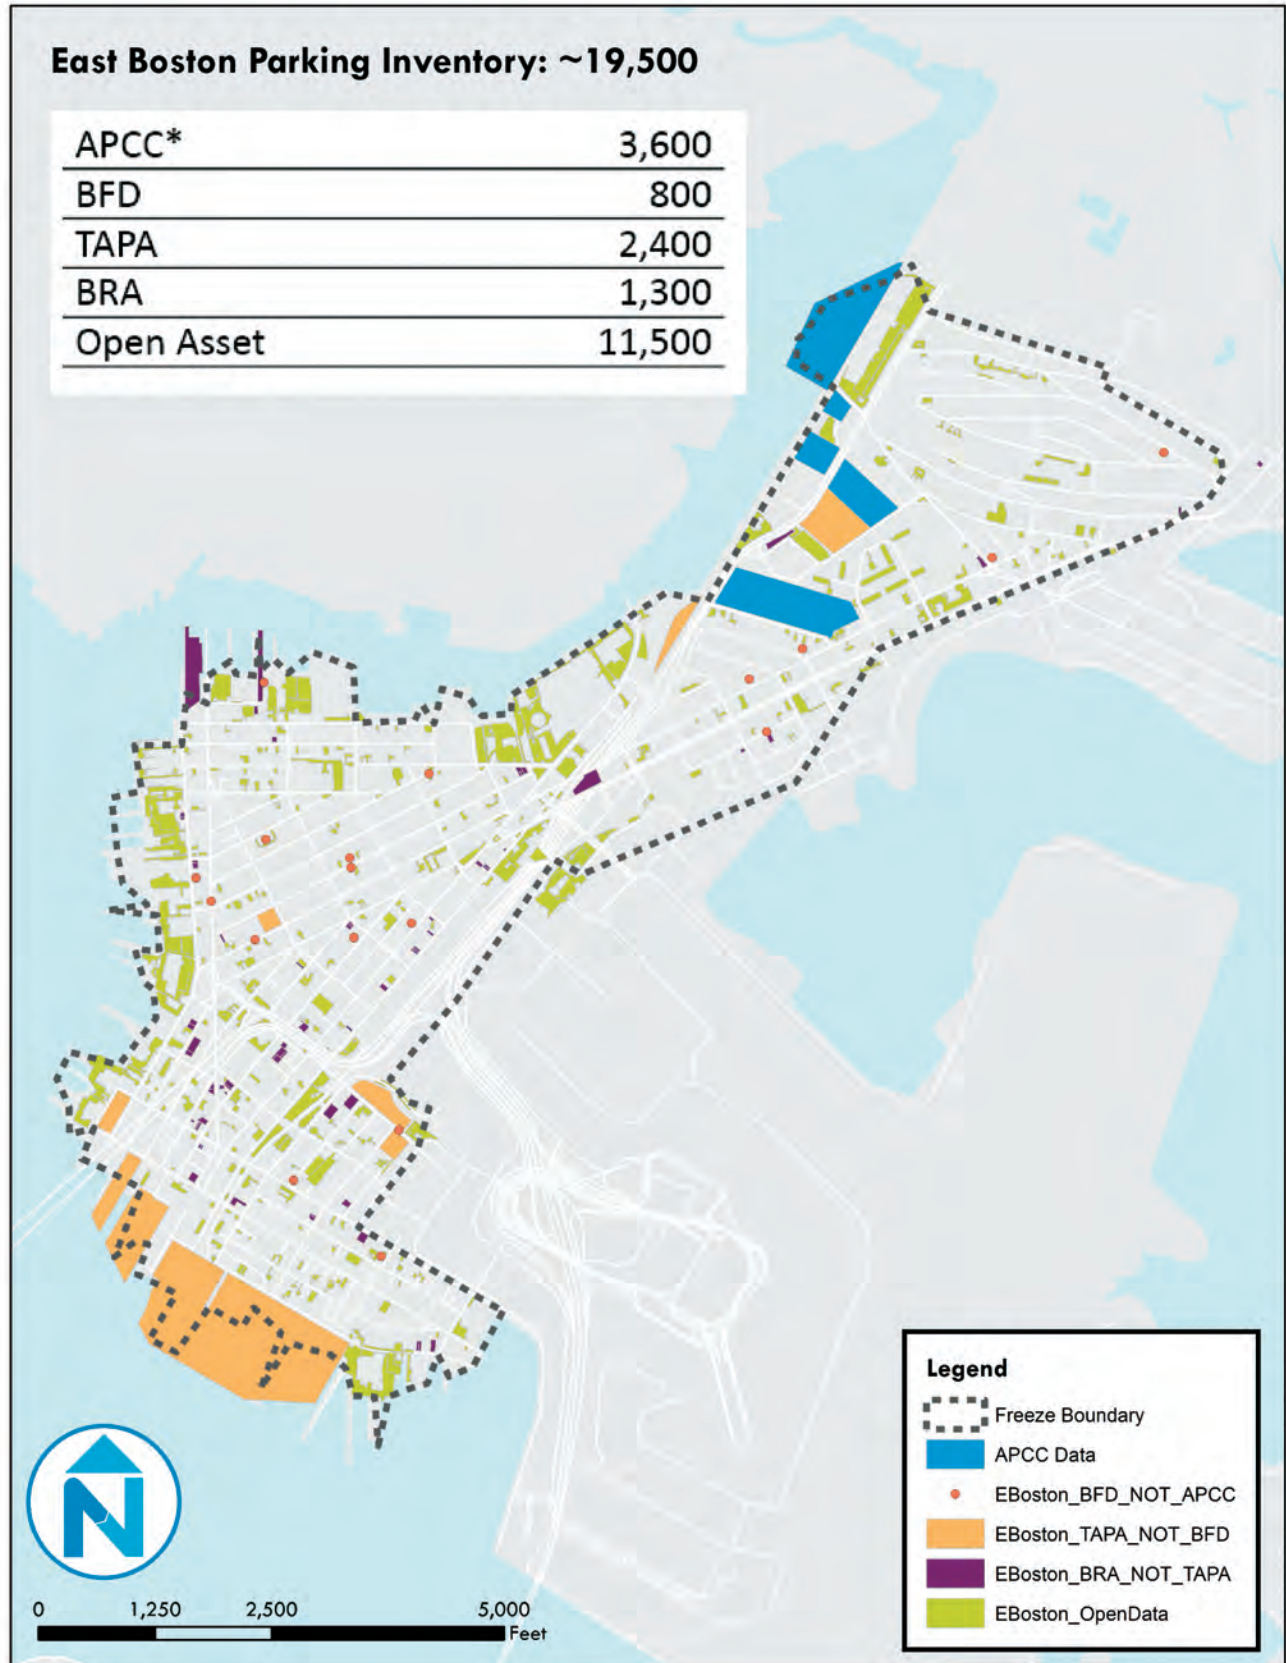 East Boston Parking Inventory: ~19,500
APCC* 3,600
BFD 800
TAPA 2,400
BRA 1,300
Open Asset 11,500
Legend
Freeze Boundary
APCC Data
EBoston_BFD_NOT_APCC
EBoston_TAPA_NOT_BFD
EBoston_BRA_NOT_TAPA
EBoston_OpenData
N
0 1,250 2,500 5,000
Feet